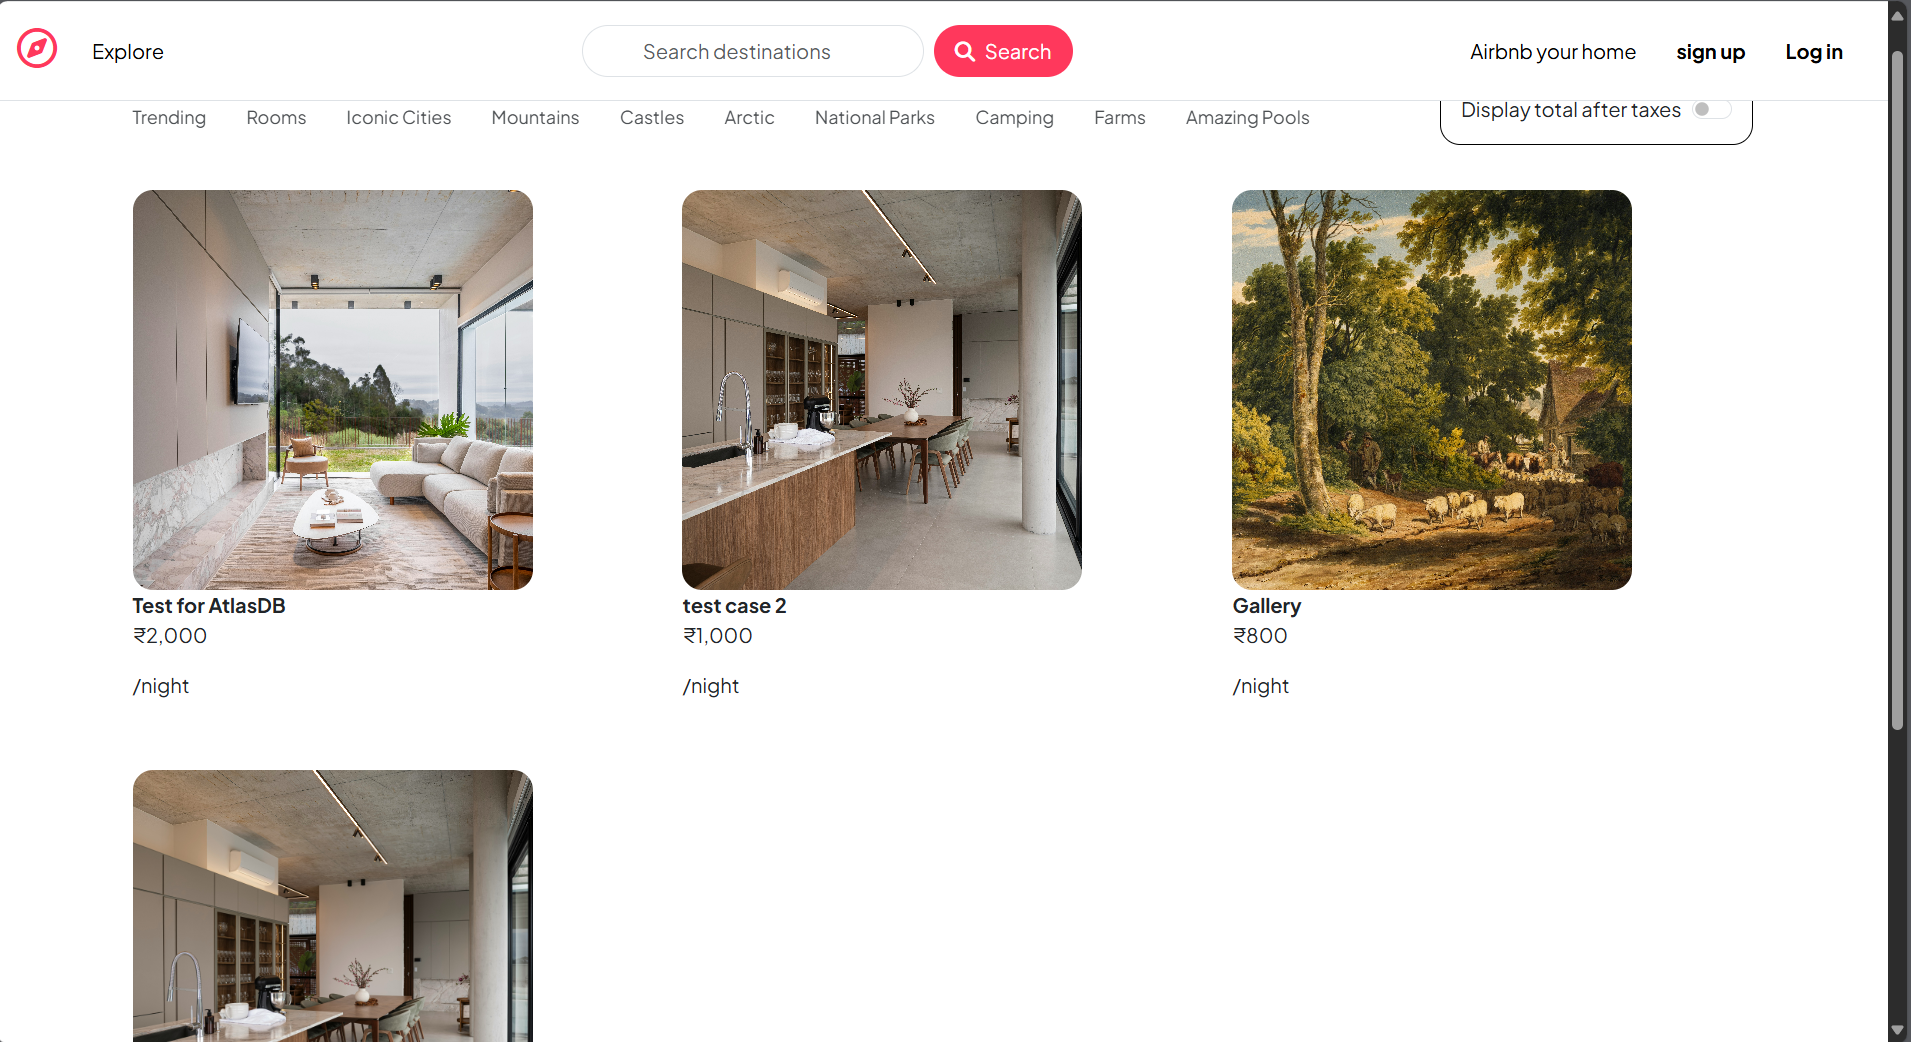 Explore
Search destinations
Search
Airbnb your home
sign up
Log in
Trending
Rooms
Iconic Cities
Mountains
Castles
Arctic
National Parks
Camping
Farms
Amazing Pools
Display total after taxes
Test for AtlasDB
₹2,000
/night
test case 2
₹1,000
/night
Gallery
₹800
/night